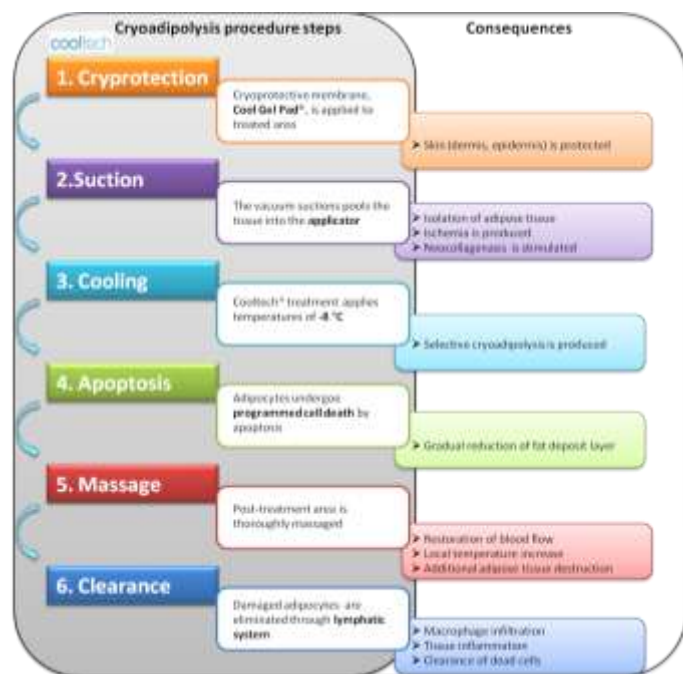 Cryoadipolysis procedure steps
Consequences
cooltech
1. Cryprotection
Cryoprotective membrane,
Cool Gel Pad®, is applied to
treated area
➤ Skin (dermis, epidermis) is protected
2.Suction
The vacuum suctions pools the
tissue into the applicator
➤ Isolation of adipose tissue
➤ Ischemia is produced
➤ Neocollagenasis is stimulated
3. Cooling
Cooltech® treatment applies
temperatures of -8 °C
➤ Selective cryoadipolysis is produced
4. Apoptosis
Adipocytes undergo
programmed cell death by
apoptosis
➤ Gradual reduction of fat deposit layer
5. Massage
Post-treatment area is
thoroughly massaged
➤ Restoration of blood flow
➤ Local temperature increase
➤ Additional adipose tissue destruction
6. Clearance
Damaged adipocytes are
eliminated through lymphatic
system
➤ Macrophage infiltration
➤ Tissue inflammation
➤ Clearance of dead cells